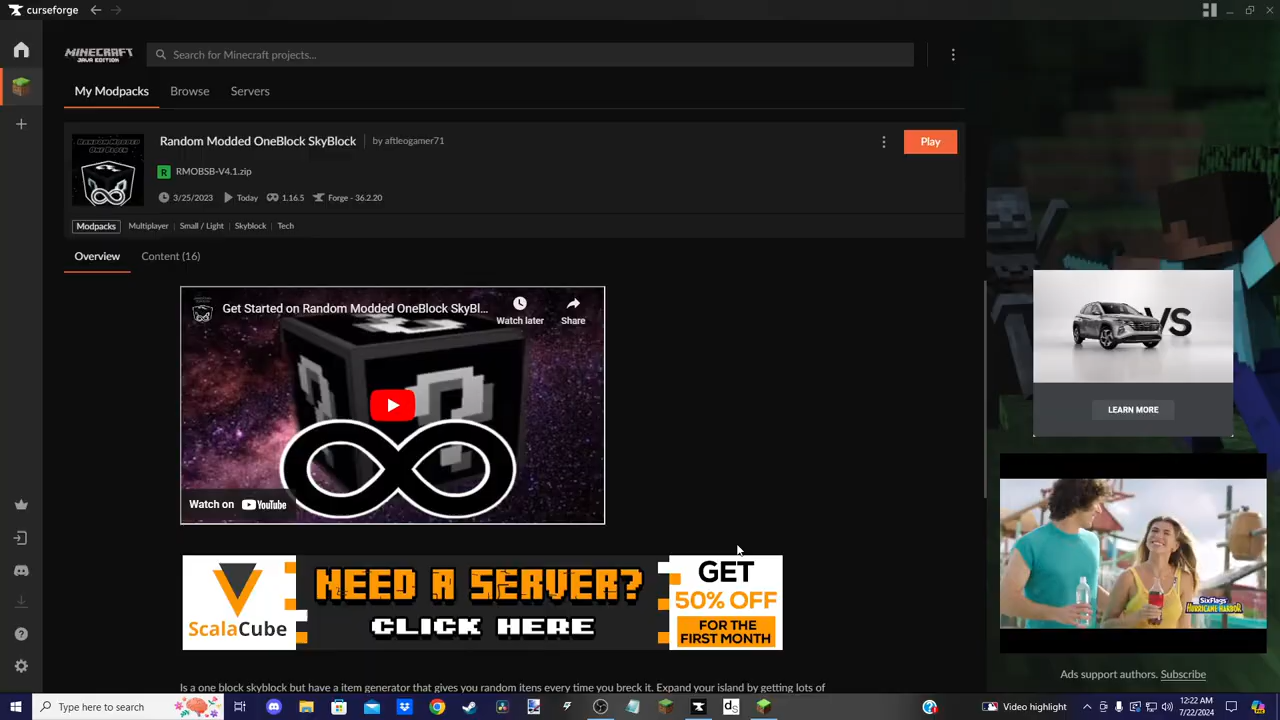 curseforge
MINECRAFT
JAVA EDITION
Search for Minecraft projects...
My Modpacks
Browse
Servers
Random Modded OneBlock SkyBlock
by aftleogamer71
Play
R
RMOBSB-V4.1.zip
3/25/2023
Today
1.16.5
Forge - 36.2.20
Modpacks
Multiplayer
Small / Light
Skyblock
Tech
Overview
Content (16)
Get Started on Random Modded OneBlock SkyBl...
Watch later
Share
Watch on YouTube
VS
LEARN MORE
ScalaCube
NEED A SERVER?
CLICK HERE
GET
50% OFF
FOR THE
FIRST MONTH
SixFlags
HURRICANE HARBOR
Is a one block skyblock but have a item generator that gives you random itens every time you breck it. Expand your island by getting lots of
Ads support authors. Subscribe
Type here to search
ds
Video highlight
12:22 AM
7/22/2024